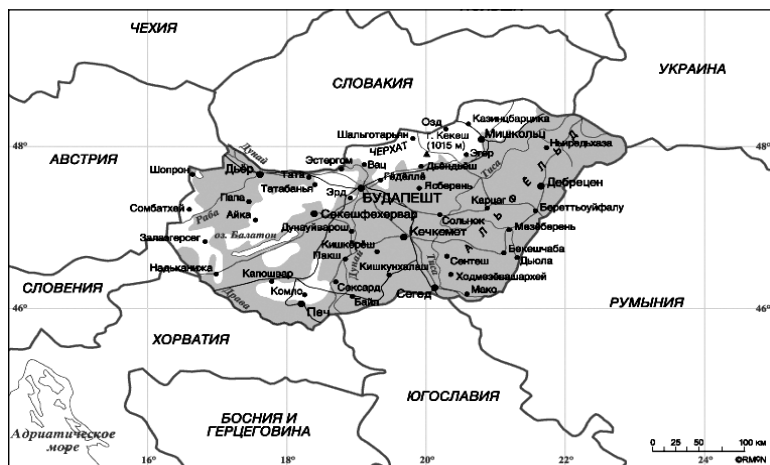 ЧЕХИЯ
СЛОВАКИЯ
УКРАИНА
АВСТРИЯ
48°
48°
Озд
Казинцбарцика
Шальготарьян
г. Кекеш
(1015 м)
Мишкольц
ЧЕРХАТ
Ньиредьхаза
Дунай
Эстергом
Вац
Эгер
Шопрон
Дьёр
Тата
Гёдёллё
Дьёндьёш
Тиса
Татабанья
Эрд
БУДАПЕШТ
Ясберень
Дебрецен
Сомбатхей
Папа
Раба
Айка
Секешфехервар
Карцаг
Береттьоуйфалу
Сольнок
оз. Балатон
Дунауйварош
Мезёберень
Залаэгерсег
Кечкемет
АЛЬФЁЛЬД
Кишкёрёш
Пакш
Дунай
Сентеш
Бекешчаба
Дьюла
Надьканижа
Капошвар
Кишкунхалаш
Тиса
Ходмезёвашархей
СЛОВЕНИЯ
Драва
Комло
Сексард
Сегед
Мако
46°
Печ
Байя
РУМЫНИЯ
46°
ХОРВАТИЯ
ЮГОСЛАВИЯ
БОСНИЯ И
ГЕРЦЕГОВИНА
Адриатическое
море
0 25 50 100 км
16°
18°
20°
22°
©RMCN